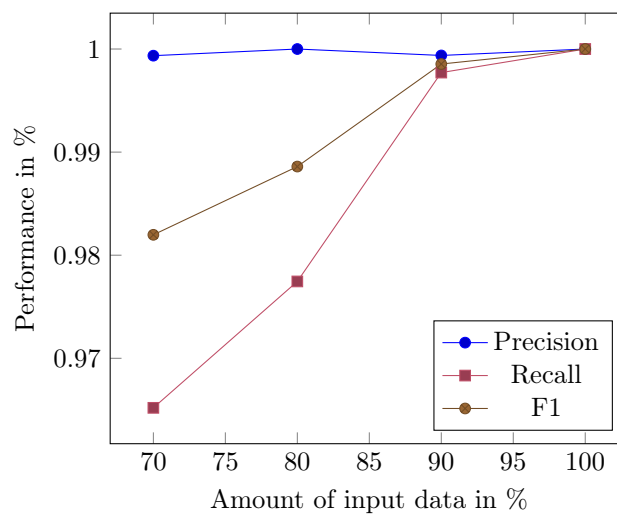 1
0.99
0.98
0.97
Performance in %
Precision
Recall
F1
70 75 80 85 90 95 100
Amount of input data in %